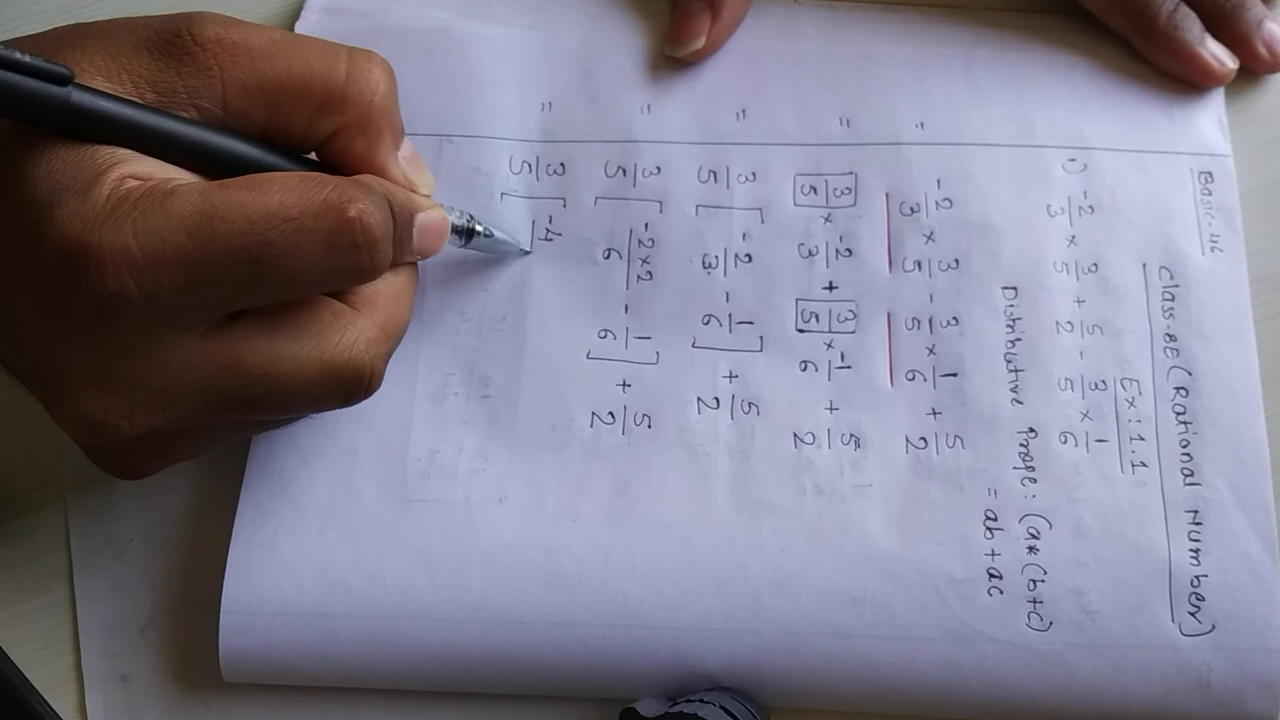 Basic-46
Class-8E (Rational Number)
Ex: 1.1
1) -2/3 × 3/5 + 5/2 - 3/5 × 1/6
Distributive Prope: (a*(b+c)
= ab + ac
= -2/3 × 3/5 - 3/5 × 1/6 + 5/2
= 3/5 × -2/3 + 3/5 × -1/6 + 5/2
= 3/5 [ -2/3 - 1/6 ] + 5/2
= 3/5 [ -2×2/6 - 1/6 ] + 5/2
= 3/5 [ -4